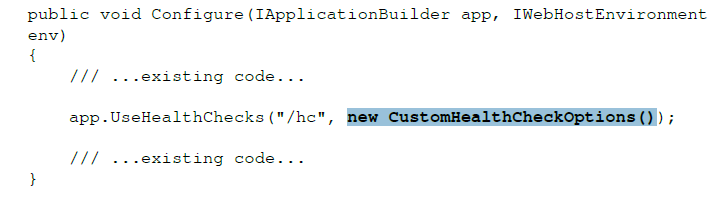 public void Configure(IApplicationBuilder app, IWebHostEnvironment
env)
{
    /// ...existing code...

    app.UseHealthChecks("/hc", new CustomHealthCheckOptions());

    /// ...existing code...
}